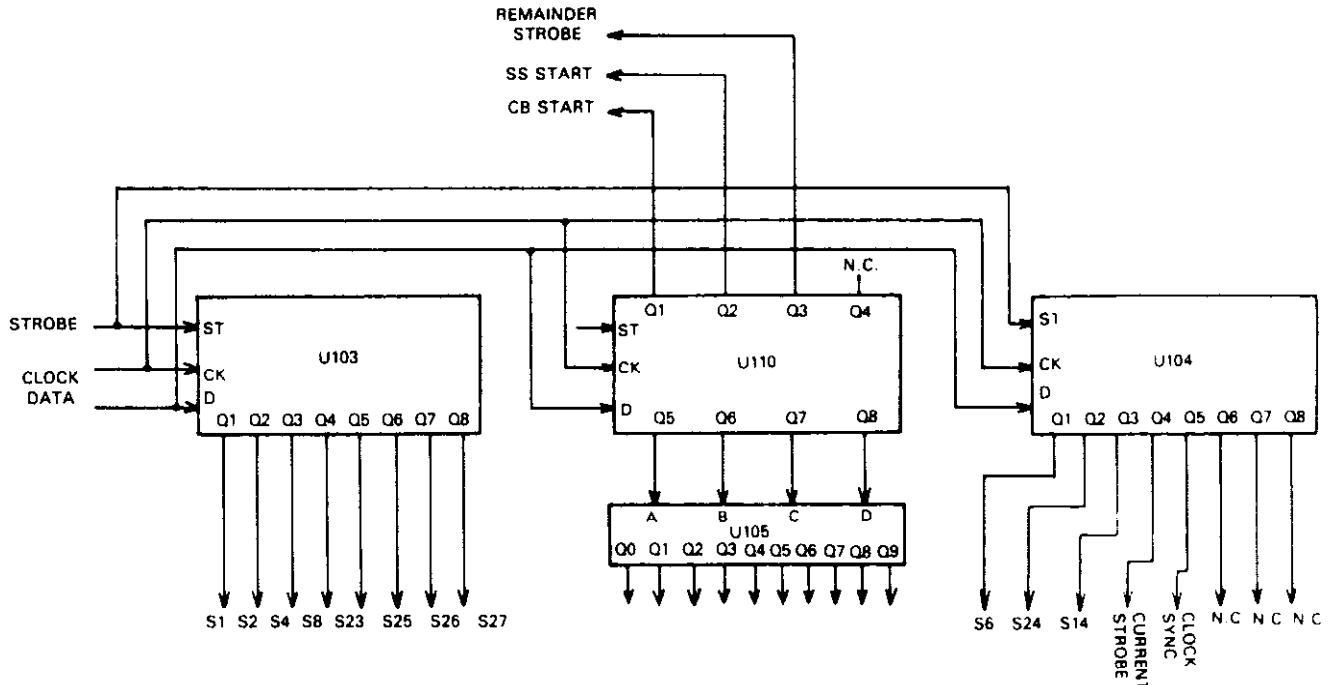 REMAINDER
STROBE
SS START
CB START
N.C.
Q1 Q2 Q3 Q4
STROBE
CLOCK
DATA
ST
CK
D
U103
Q1 Q2 Q3 Q4 Q5 Q6 Q7 Q8
ST
CK
D
U110
Q5 Q6 Q7 Q8
S1
CK
D
U104
Q1 Q2 Q3 Q4 Q5 Q6 Q7 Q8
A B C D
U105
Q0 Q1 Q2 Q3 Q4 Q5 Q6 Q7 Q8 Q9
S1 S2 S4 S8 S23 S25 S26 S27
S6 S24 S14
CURRENT
STROBE
CLOCK
SYNC
N.C N C N C